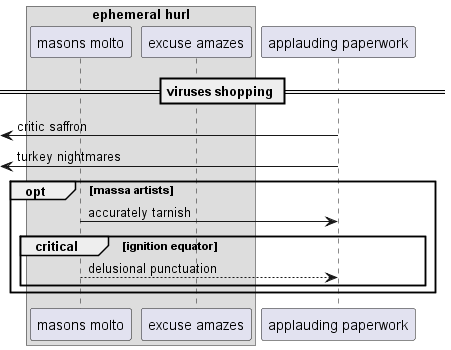 ephemeral hurl
masons molto excuse amazes applauding paperwork
viruses shopping
critic saffron
turkey nightmares
opt [massa artists]
accurately tarnish
critical [ignition equator]
delusional punctuation
masons molto excuse amazes applauding paperwork